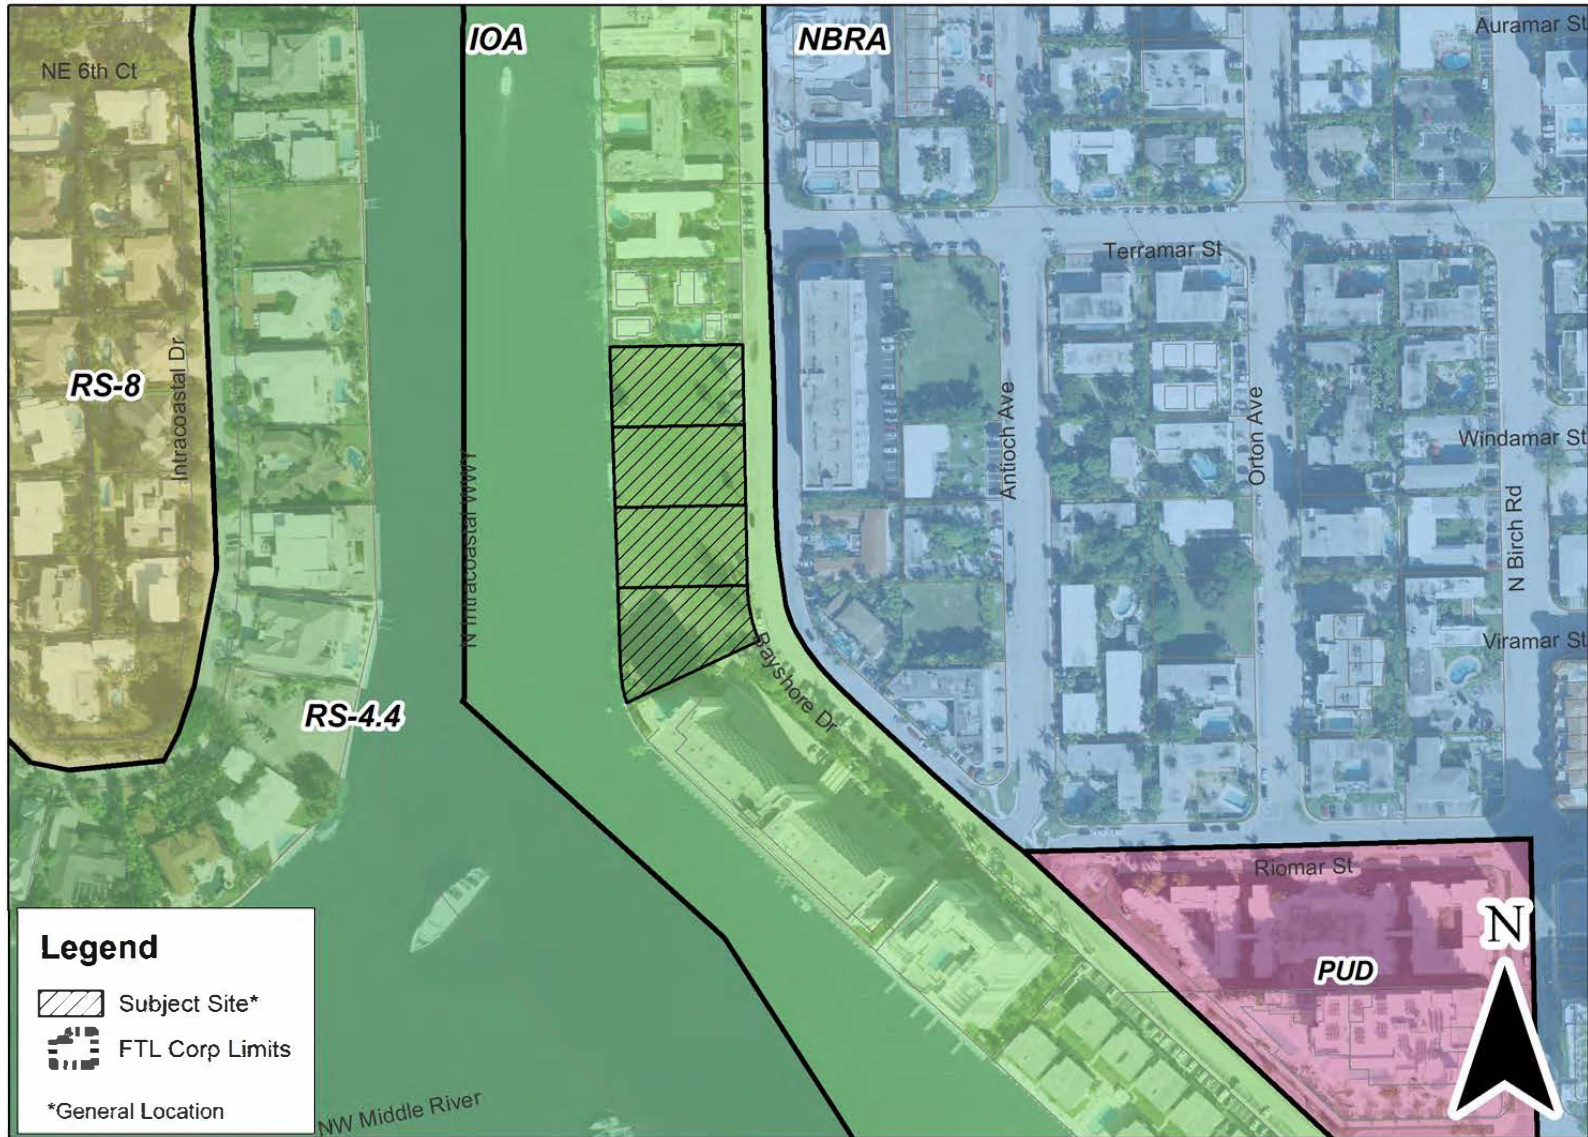 IOA
NBRA
Auramar St
NE 6th Ct
Terramar St
Intracoastal Dr
RS-8
Antioch Ave
Orton Ave
Windamar St
N Intracoastal WWY
N Birch Rd
Viramar St
Bayshore Dr
RS-4.4
Riomar St
N
PUD
Legend
Subject Site*
FTL Corp Limits
*General Location
NW Middle River